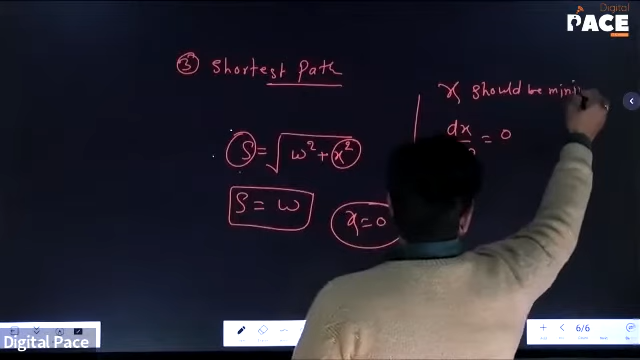 Digital
PACE
③ Shortest Path
x should be mini
S = √w² + x²
dx
= 0
S = w
x = 0
6/6
Digital Pace